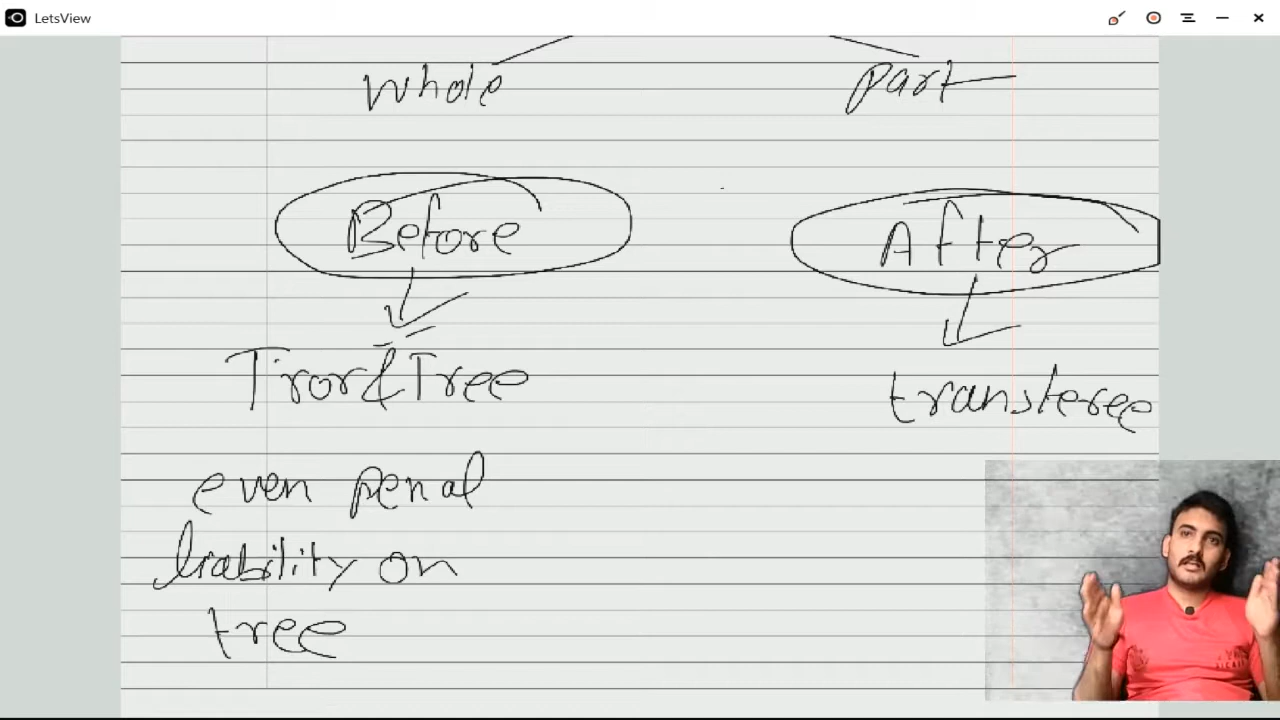 LetsView
Whole
part
Before
After
Tror & Tree
transferee
even penal
liability on
tree